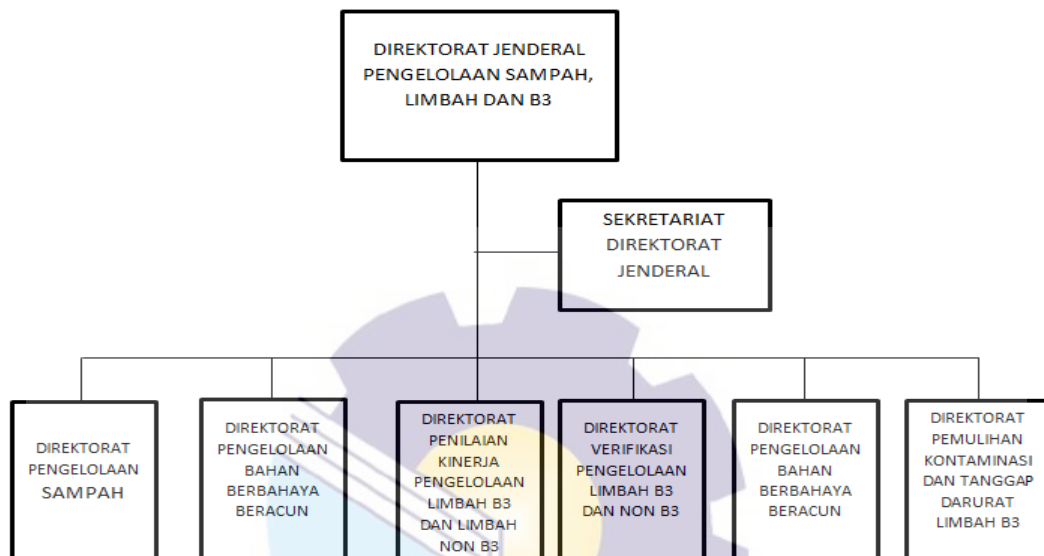 DIREKTORAT JENDERAL
PENGELOLAAN SAMPAH,
LIMBAH DAN B3
SEKRETARIAT
DIREKTORAT
JENDERAL
DIREKTORAT
PENGELOLAAN
SAMPAH
DIREKTORAT
PENGELOLAAN
BAHAN
BERBAHAYA
BERACUN
DIREKTORAT
PENILAIAN
KINERJA
PENGELOLAAN
LIMBAH B3
DAN LIMBAH
NON B3
DIREKTORAT
VERIFIKASI
PENGELOLAAN
LIMBAH B3
DAN NON B3
DIREKTORAT
PENGELOLAAN
BAHAN
BERBAHAYA
BERACUN
DIREKTORAT
PEMULIHAN
KONTAMINASI
DAN TANGGAP
DARURAT
LIMBAH B3